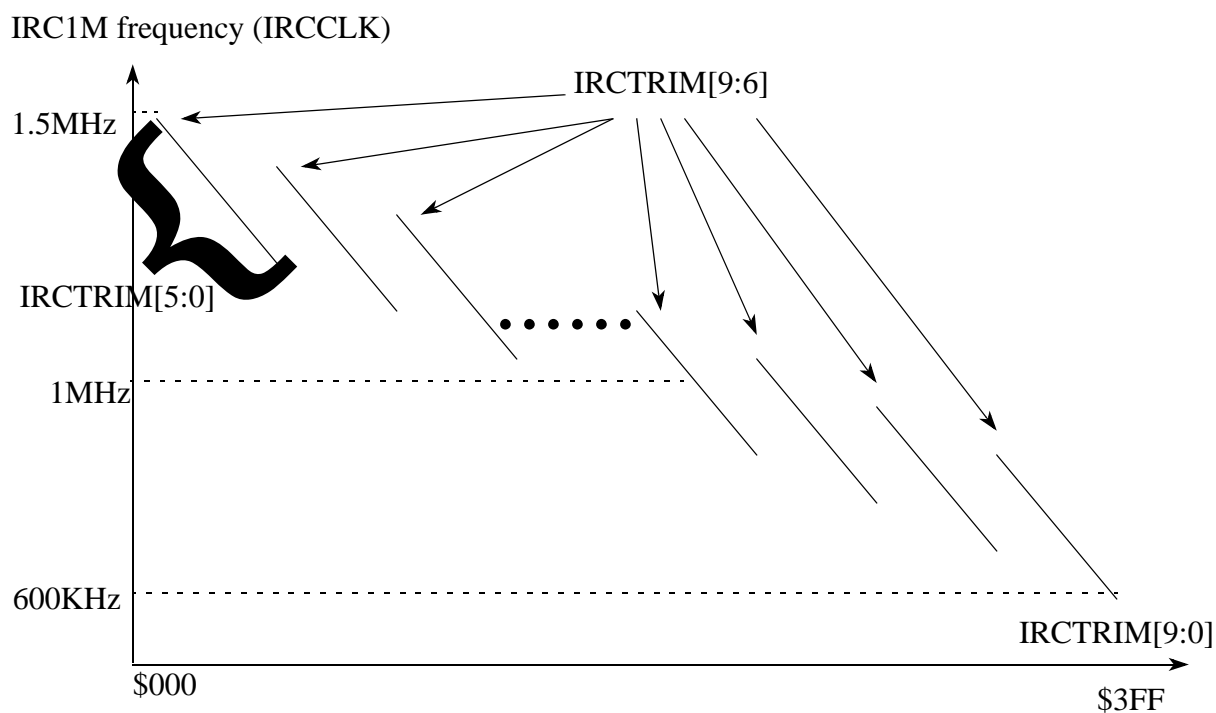 IRC1M frequency (IRCCLK)
IRCTRIM[9:6]
1.5MHz
IRCTRIM[5:0]
1MHz
600KHz
IRCTRIM[9:0]
$000
$3FF